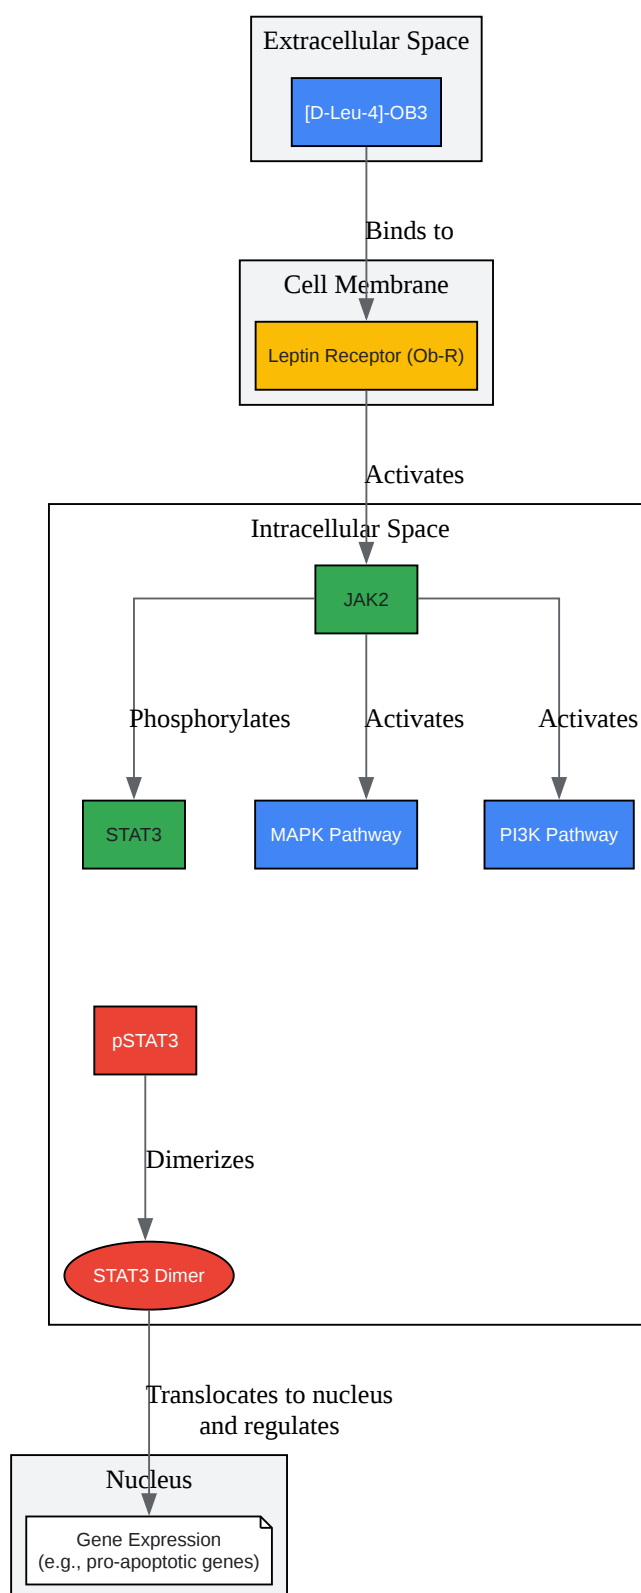 Extracellular Space
[D-Leu-4]-OB3
Binds to
Cell Membrane
Leptin Receptor (Ob-R)
Activates
Intracellular Space
JAK2
Phosphorylates
Activates
Activates
STAT3
MAPK Pathway
PI3K Pathway
pSTAT3
Dimerizes
STAT3 Dimer
Translocates to nucleus
and regulates
Nucleus
Gene Expression
(e.g., pro-apoptotic genes)